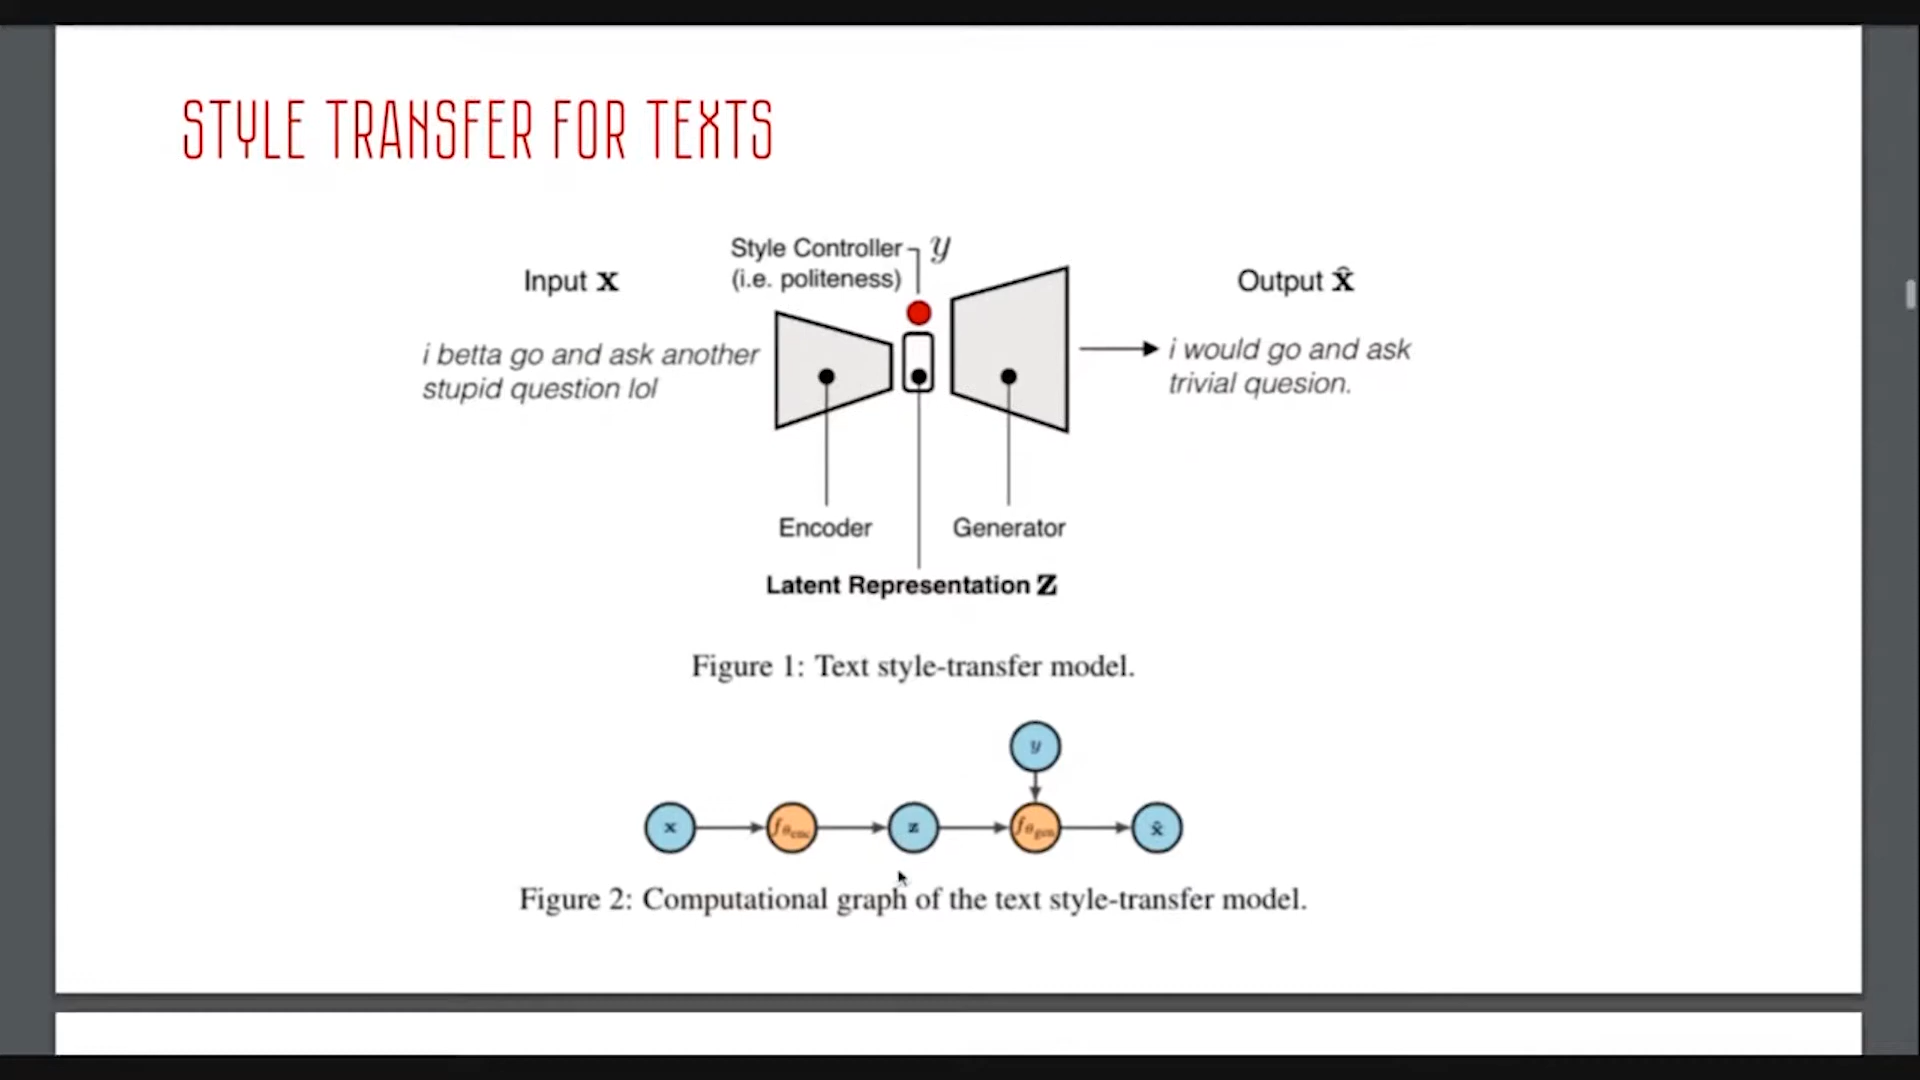 STYLE TRANSFER FOR TEXTS
Style Controller y
(i.e. politeness)
Input x
Output x̂
i betta go and ask another
stupid question lol
i would go and ask
trivial quesion.
Encoder
Generator
Latent Representation z
Figure 1: Text style-transfer model.
y
x
fθenc
z
fθgen
x̂
Figure 2: Computational graph of the text style-transfer model.